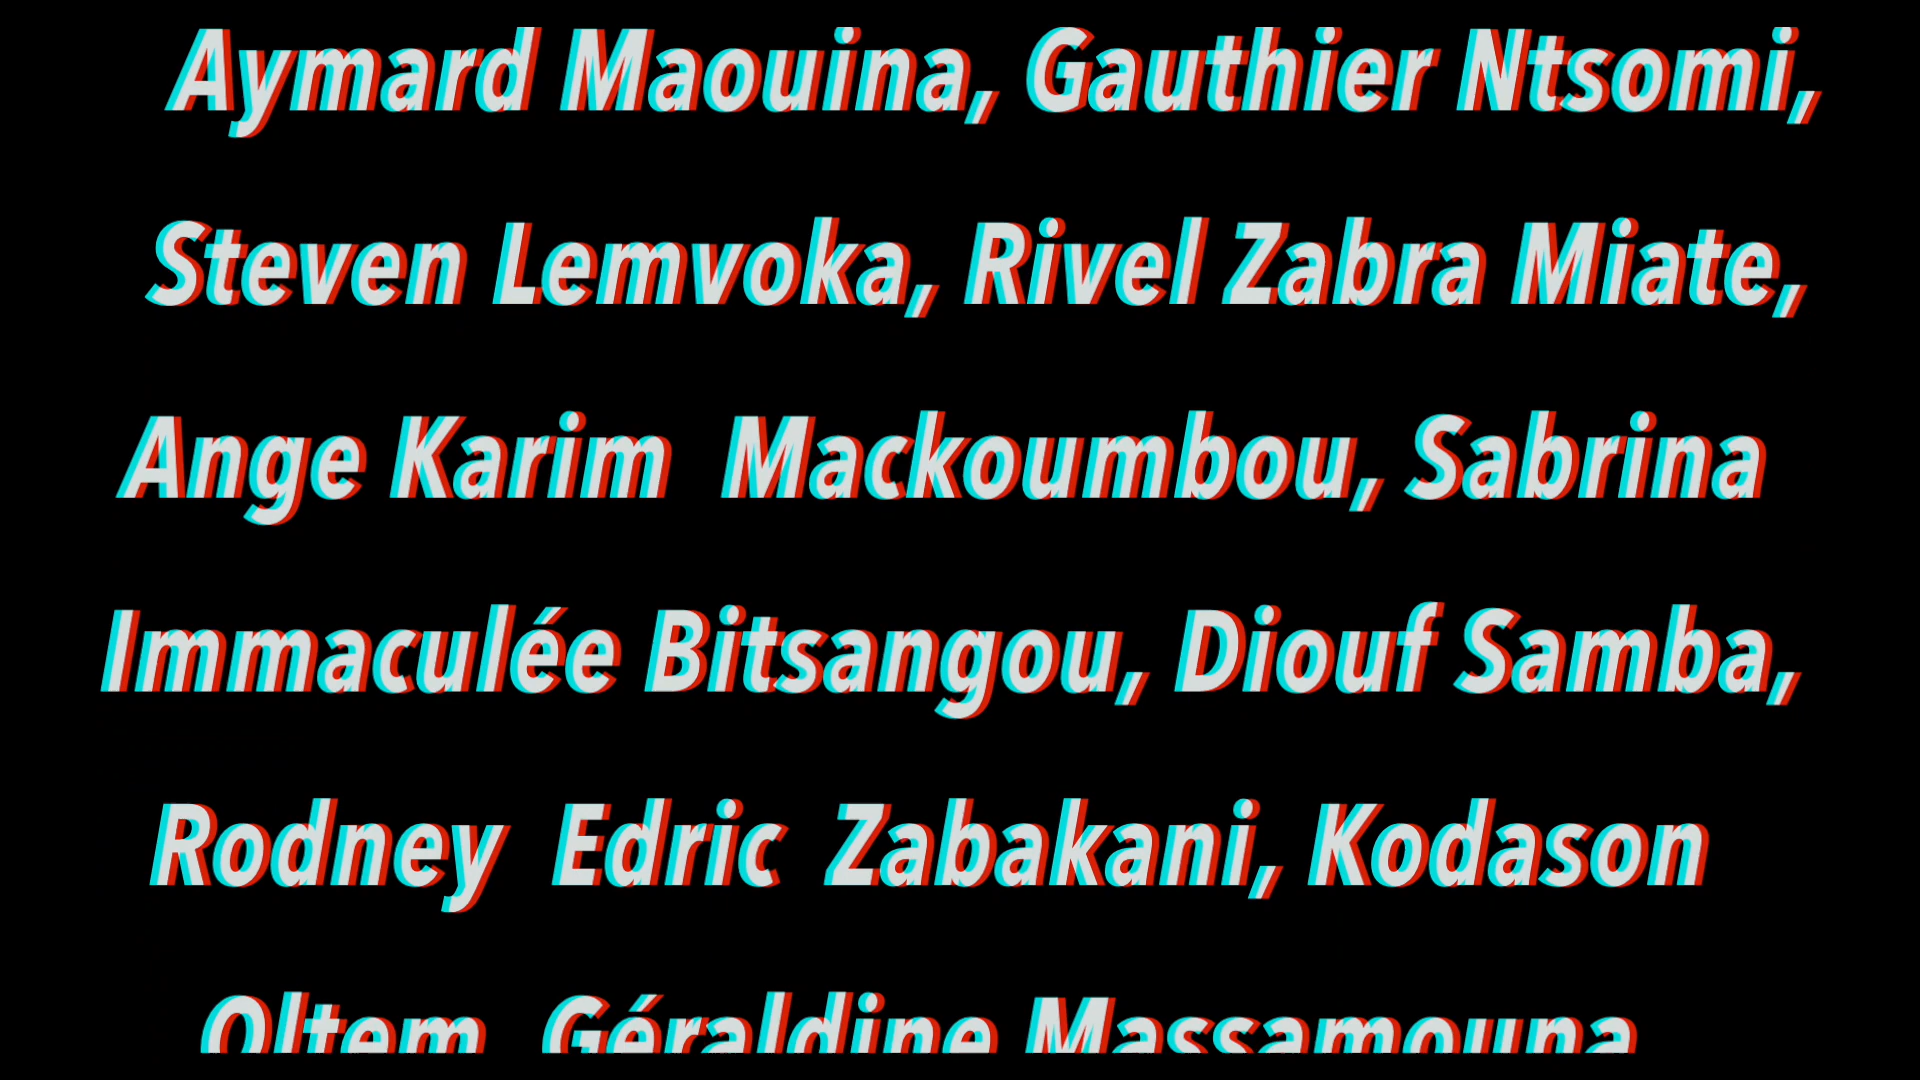 Aymard Maouina, Gauthier Ntsomi,
Steven Lemvoka, Rivel Zabra Miate,
Ange Karim Mackoumbou, Sabrina
Immaculée Bitsangou, Diouf Samba,
Rodney Edric Zabakani, Kodason
Oltem Géraldine Massamouna